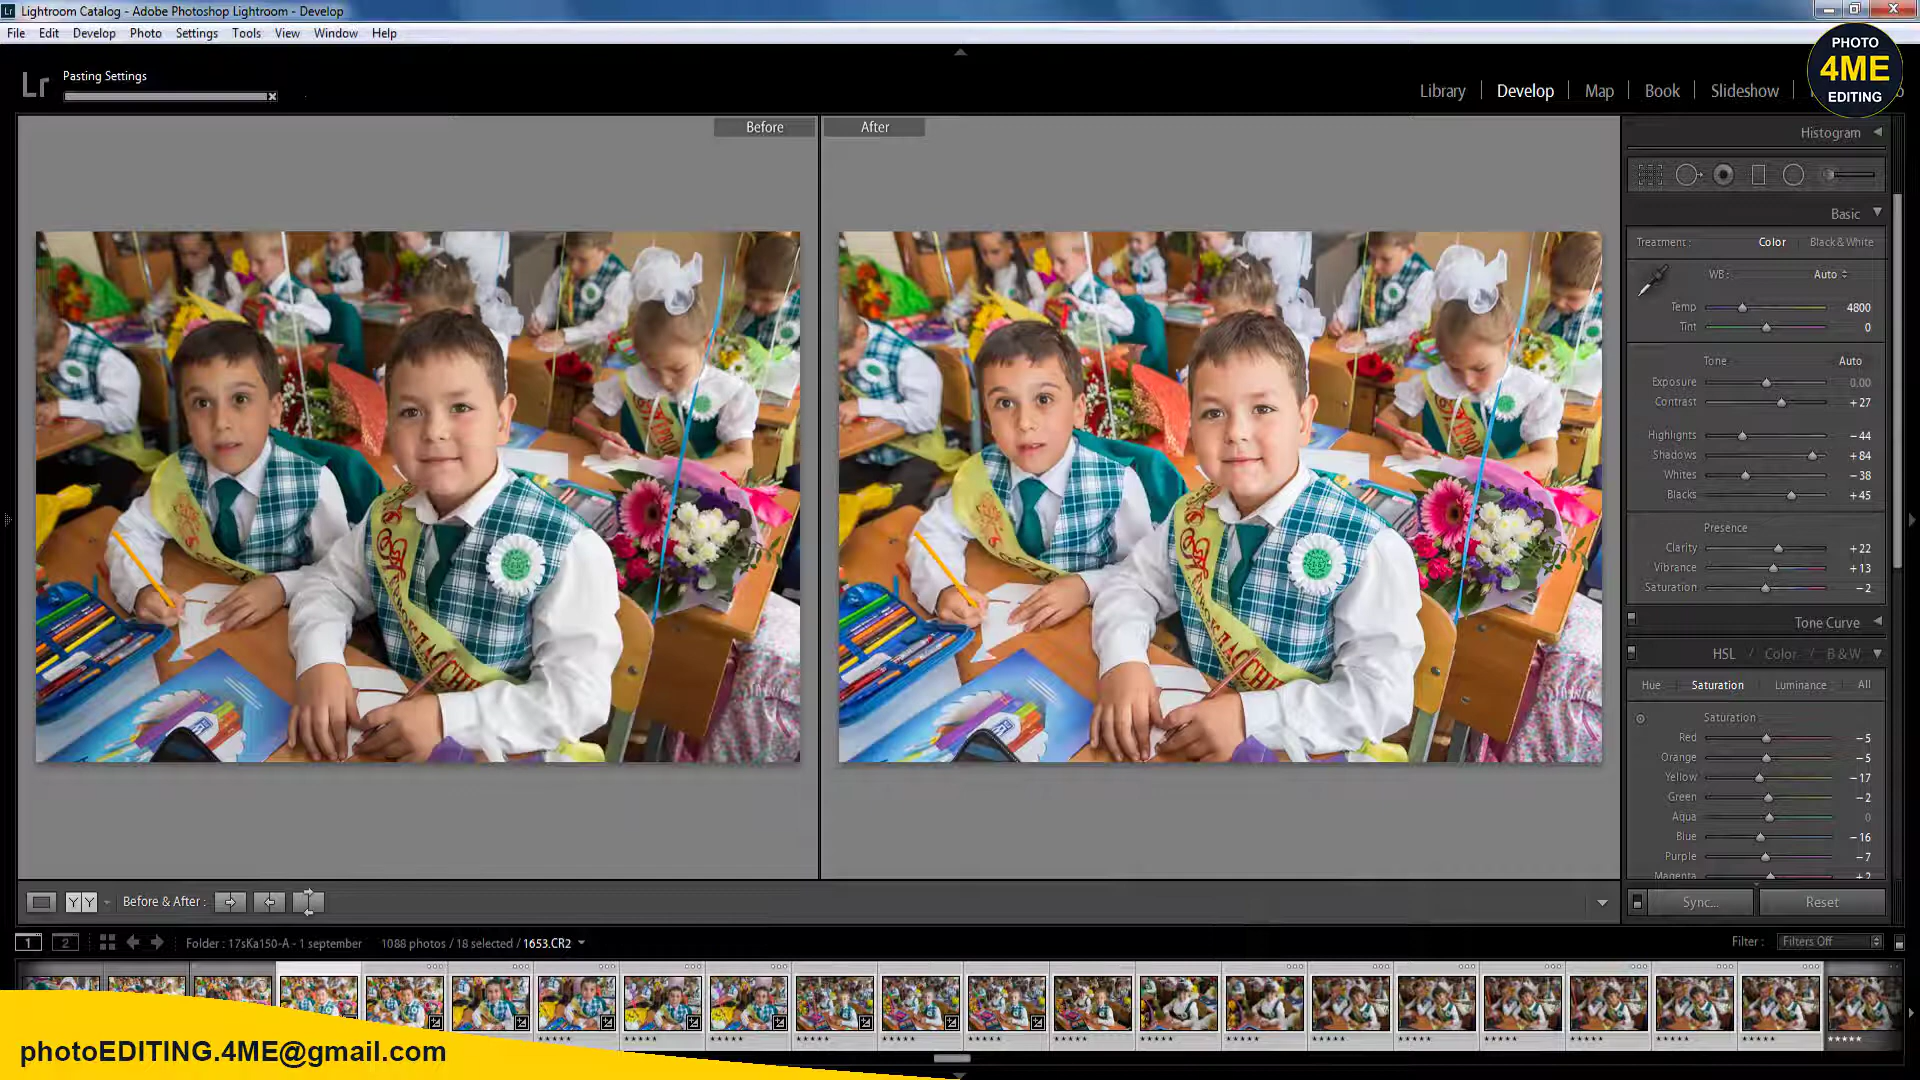 Lightroom Catalog - Adobe Photoshop Lightroom - Develop
File Edit Develop Photo Settings Tools View Window Help
Lr
Pasting Settings
Library Develop Map Book Slideshow
PHOTO
4ME
EDITING
Before
After
Histogram
Basic
Treatment : Color Black & White
WB : Auto
Temp 4800
Tint 0
Tone Auto
Exposure 0.00
Contrast + 27
Highlights − 44
Shadows + 84
Whites − 38
Blacks + 45
Presence
Clarity + 22
Vibrance + 13
Saturation − 2
Tone Curve
HSL / Color / B & W
Hue Saturation Luminance All
Saturation
Red − 5
Orange − 5
Yellow − 17
Green − 2
Aqua 0
Blue − 16
Purple − 7
Magenta + 2
Y Y Before & After :
Sync... Reset
1 2 Folder : 17sKa150-A - 1 september 1088 photos / 18 selected / 1653.CR2
Filter : Filters Off
photoEDITING.4ME@gmail.com